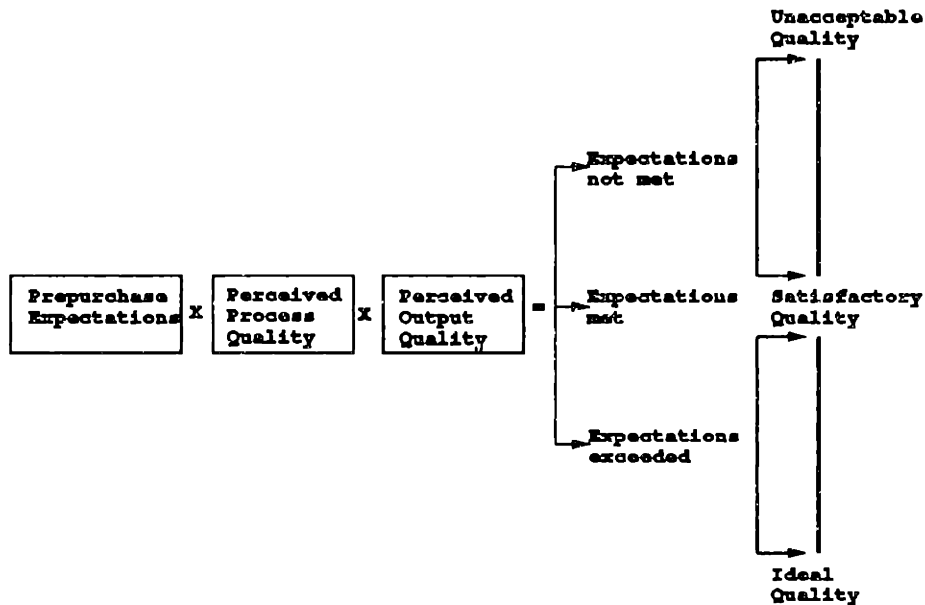 Unacceptable
Quality
Expectations
not met
Prepurchase
Expectations
X
Perceived
Process
Quality
X
Perceived
Output
Quality
=
Expectations
met
Satisfactory
Quality
Expectations
exceeded
Ideal
Quality